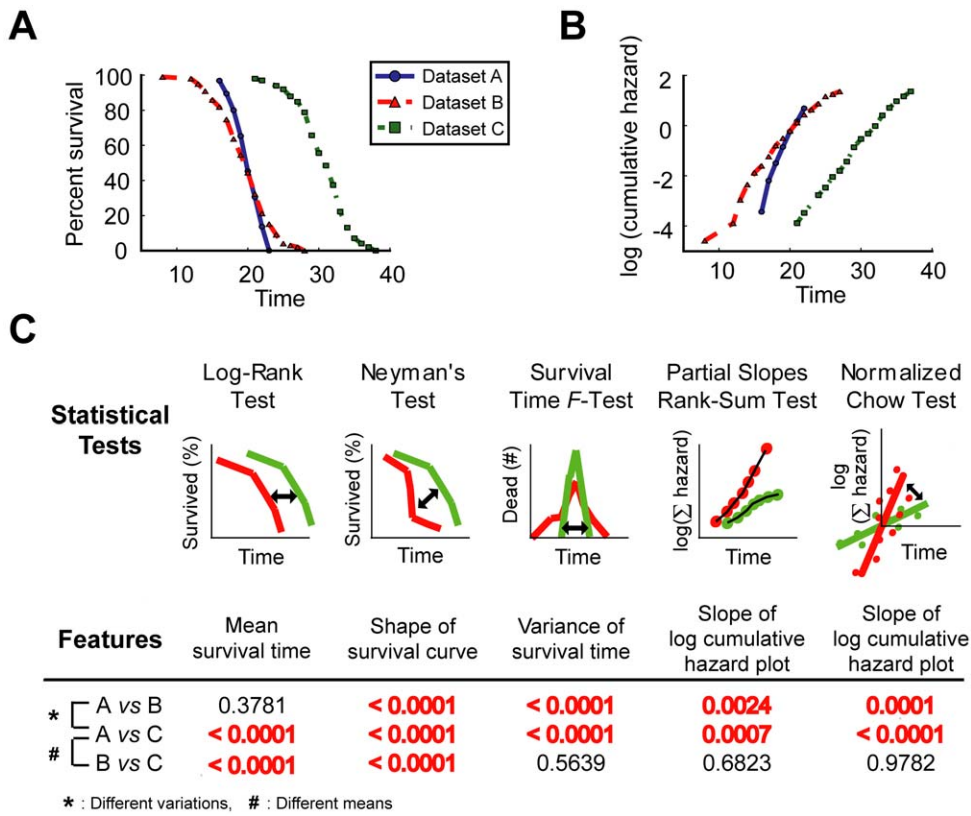 A
Percent survival
100
80
60
40
20
0
10
20
30
40
Time
Dataset A
Dataset B
Dataset C
B
log (cumulative hazard)
2
0
-2
-4
10
20
30
40
Time
C
Statistical
Tests
Log-Rank
Test
Survived (%)
Time
Neyman's
Test
Survived (%)
Time
Survival
Time F-Test
Dead (#)
Time
Partial Slopes
Rank-Sum Test
log(Σ hazard)
Time
Normalized
Chow Test
log
(Σ hazard)
Time
Features
Mean
survival time
Shape of
survival curve
Variance of
survival time
Slope of
log cumulative
hazard plot
Slope of
log cumulative
hazard plot
* A vs B 0.3781 < 0.0001 < 0.0001 0.0024 0.0001
A vs C < 0.0001 < 0.0001 < 0.0001 0.0007 < 0.0001
# B vs C < 0.0001 < 0.0001 0.5639 0.6823 0.9782
* : Different variations, # : Different means